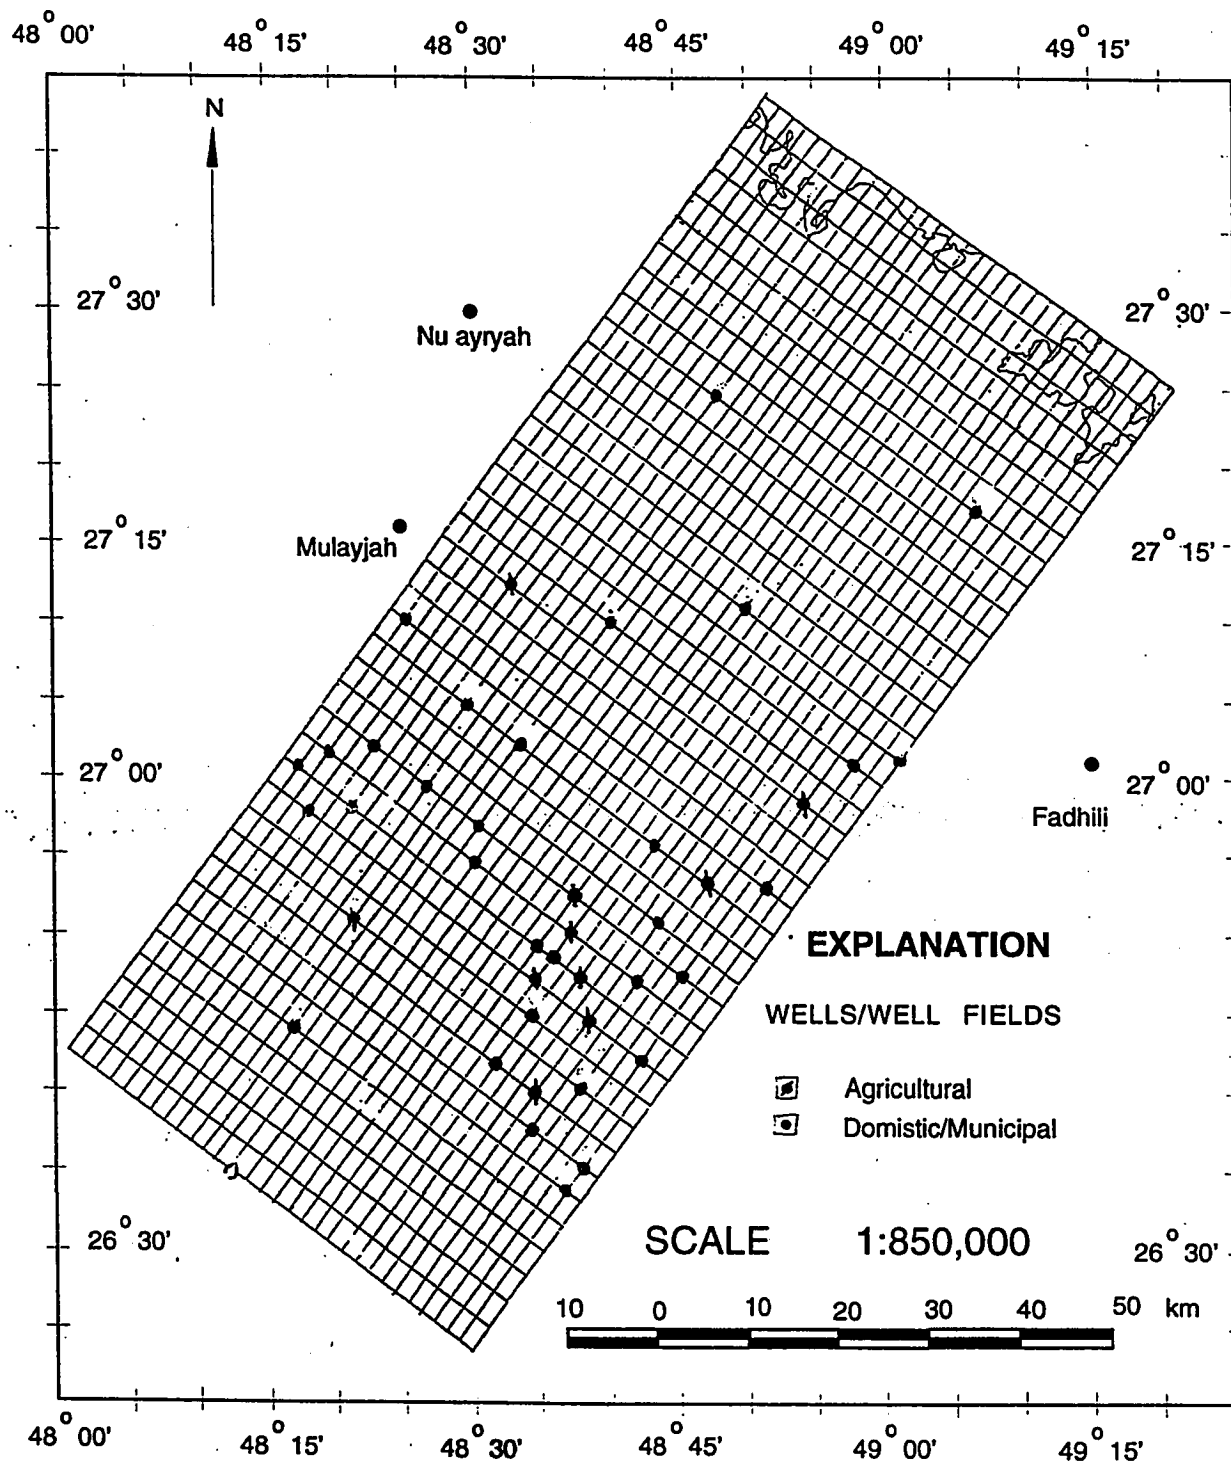 48° 00' 48° 15' 48° 30' 48° 45' 49° 00' 49° 15'
N
27° 30' 27° 30'
Nu ayryah
27° 15' 27° 15'
Mulayjah
27° 00' 27° 00'
Fadhili
EXPLANATION
WELLS/WELL FIELDS
Agricultural
Domistic/Municipal
26° 30' SCALE 1:850,000 26° 30'
10 0 10 20 30 40 50 km
48° 00' 48° 15' 48° 30' 48° 45' 49° 00' 49° 15'